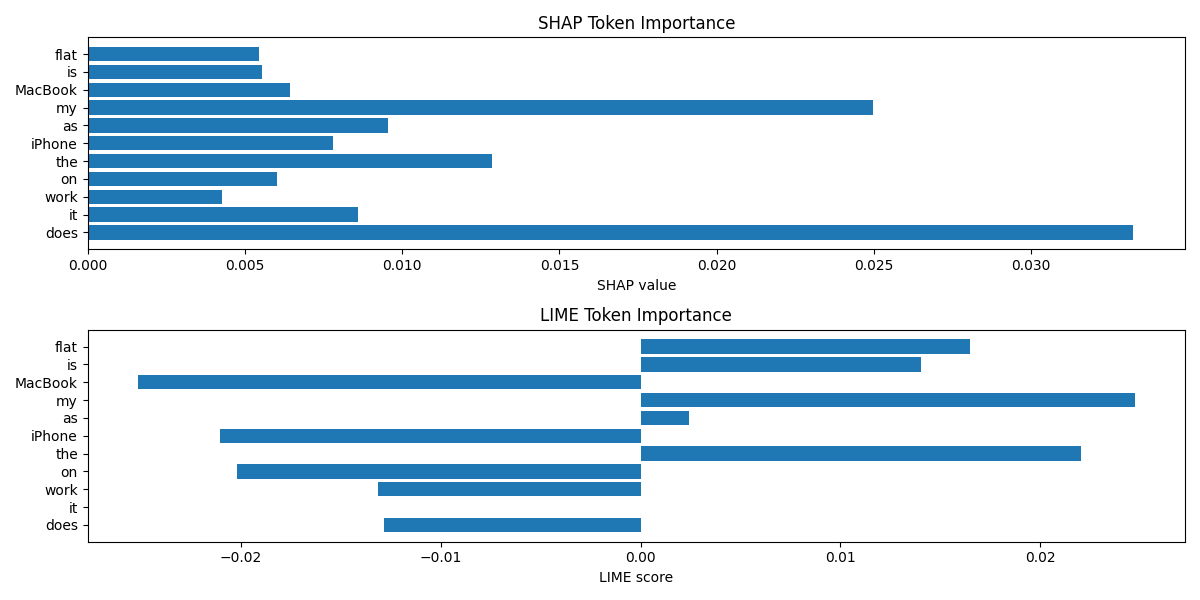 SHAP Token Importance
flat
is
MacBook
my
as
iPhone
the
on
work
it
does
0.000 0.005 0.010 0.015 0.020 0.025 0.030
SHAP value
LIME Token Importance
flat
is
MacBook
my
as
iPhone
the
on
work
it
does
−0.02 −0.01 0.00 0.01 0.02
LIME score